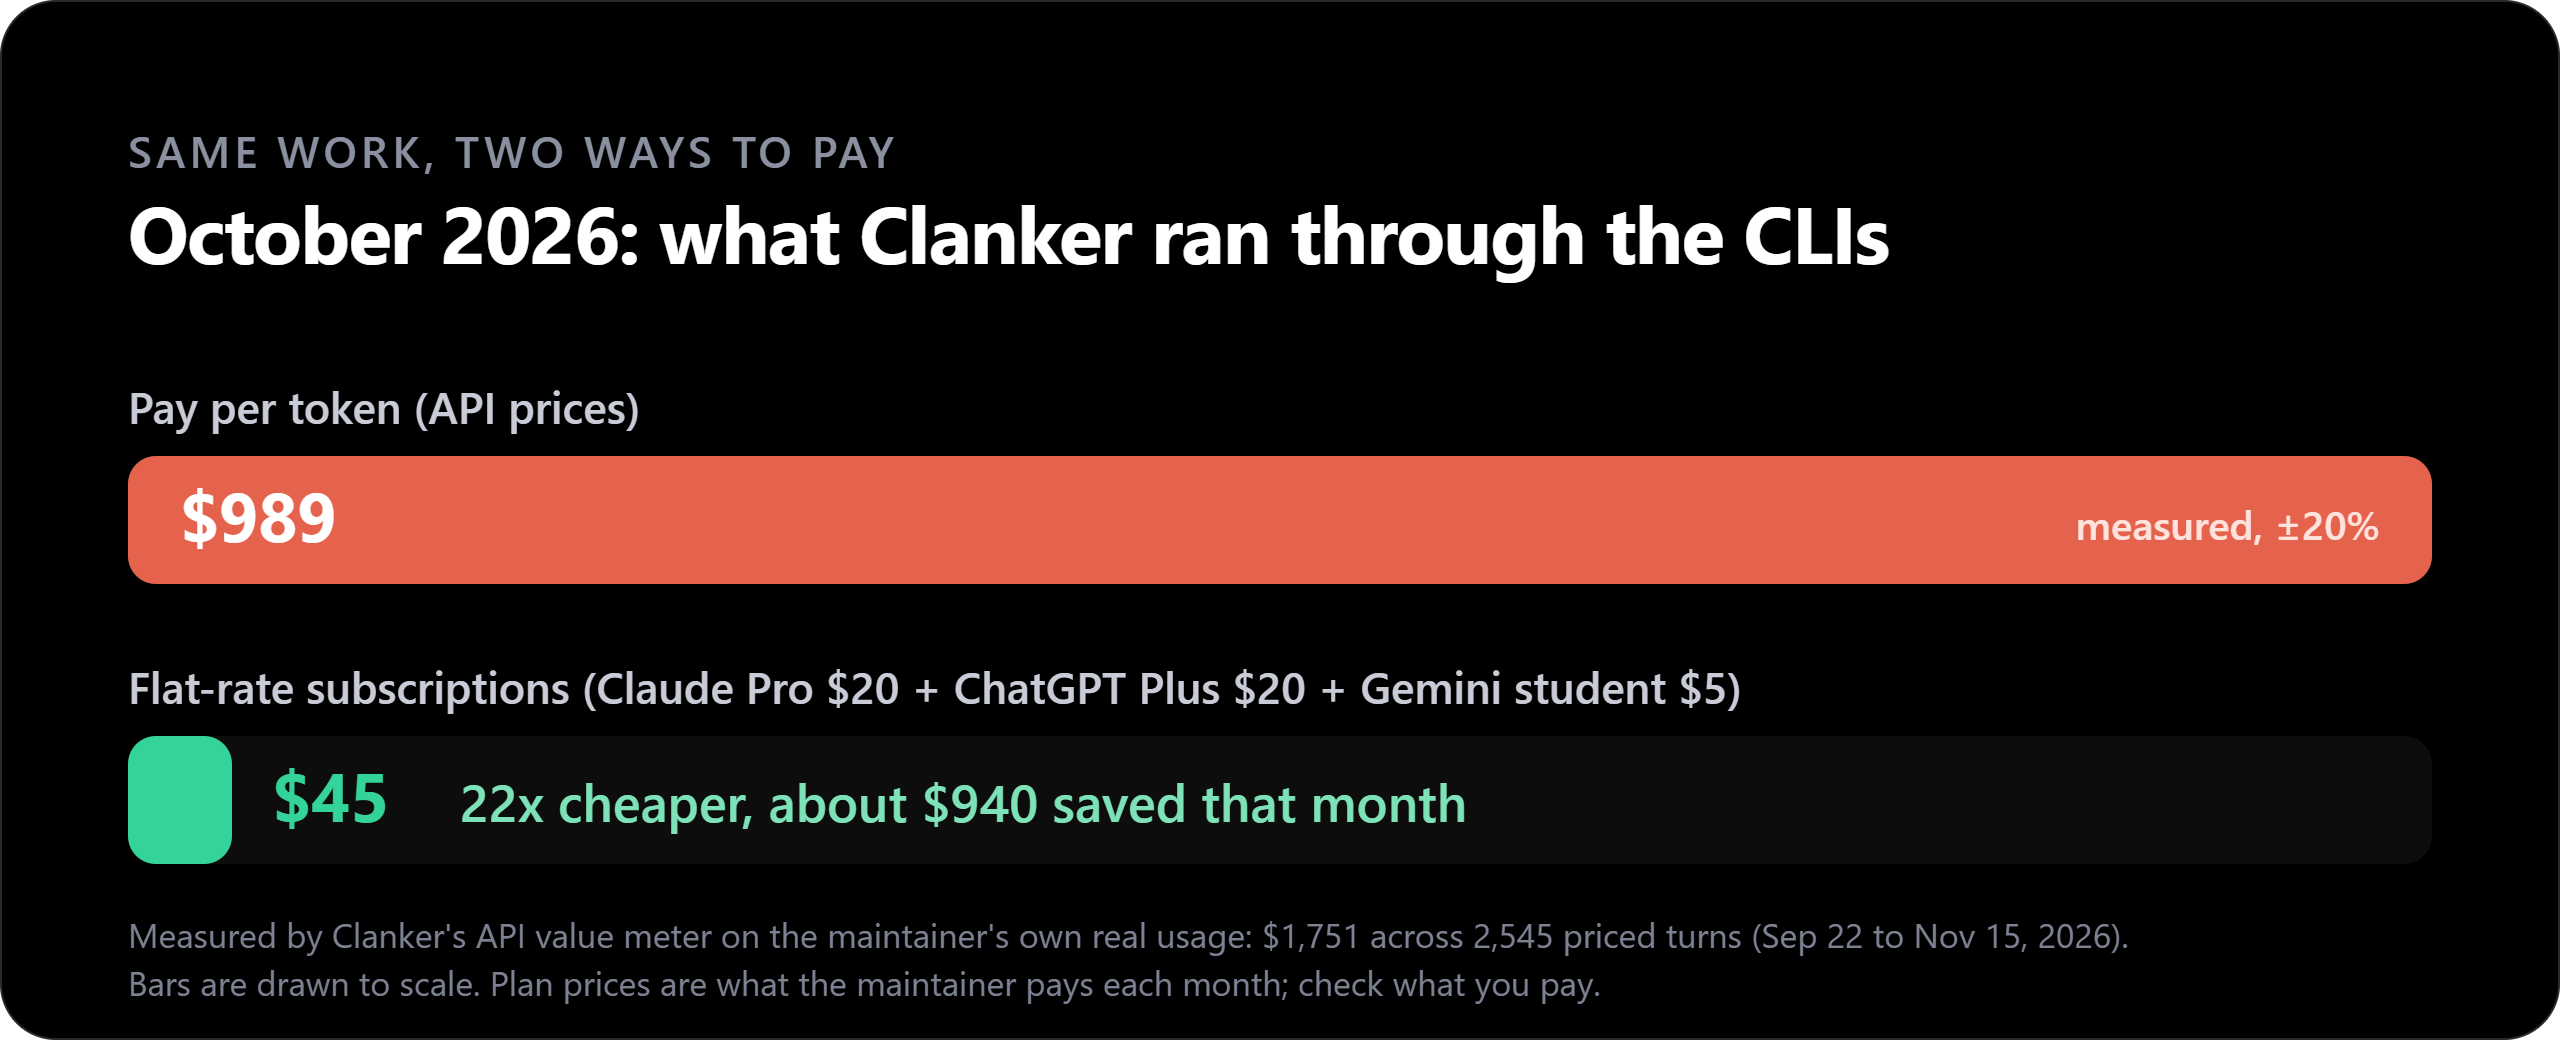 SAME WORK, TWO WAYS TO PAY
October 2026: what Clanker ran through the CLIs
Pay per token (API prices)
$989
measured, ±20%
Flat-rate subscriptions (Claude Pro $20 + ChatGPT Plus $20 + Gemini student $5)
$45
22x cheaper, about $940 saved that month
Measured by Clanker's API value meter on the maintainer's own real usage: $1,751 across 2,545 priced turns (Sep 22 to Nov 15, 2026).
Bars are drawn to scale. Plan prices are what the maintainer pays each month; check what you pay.